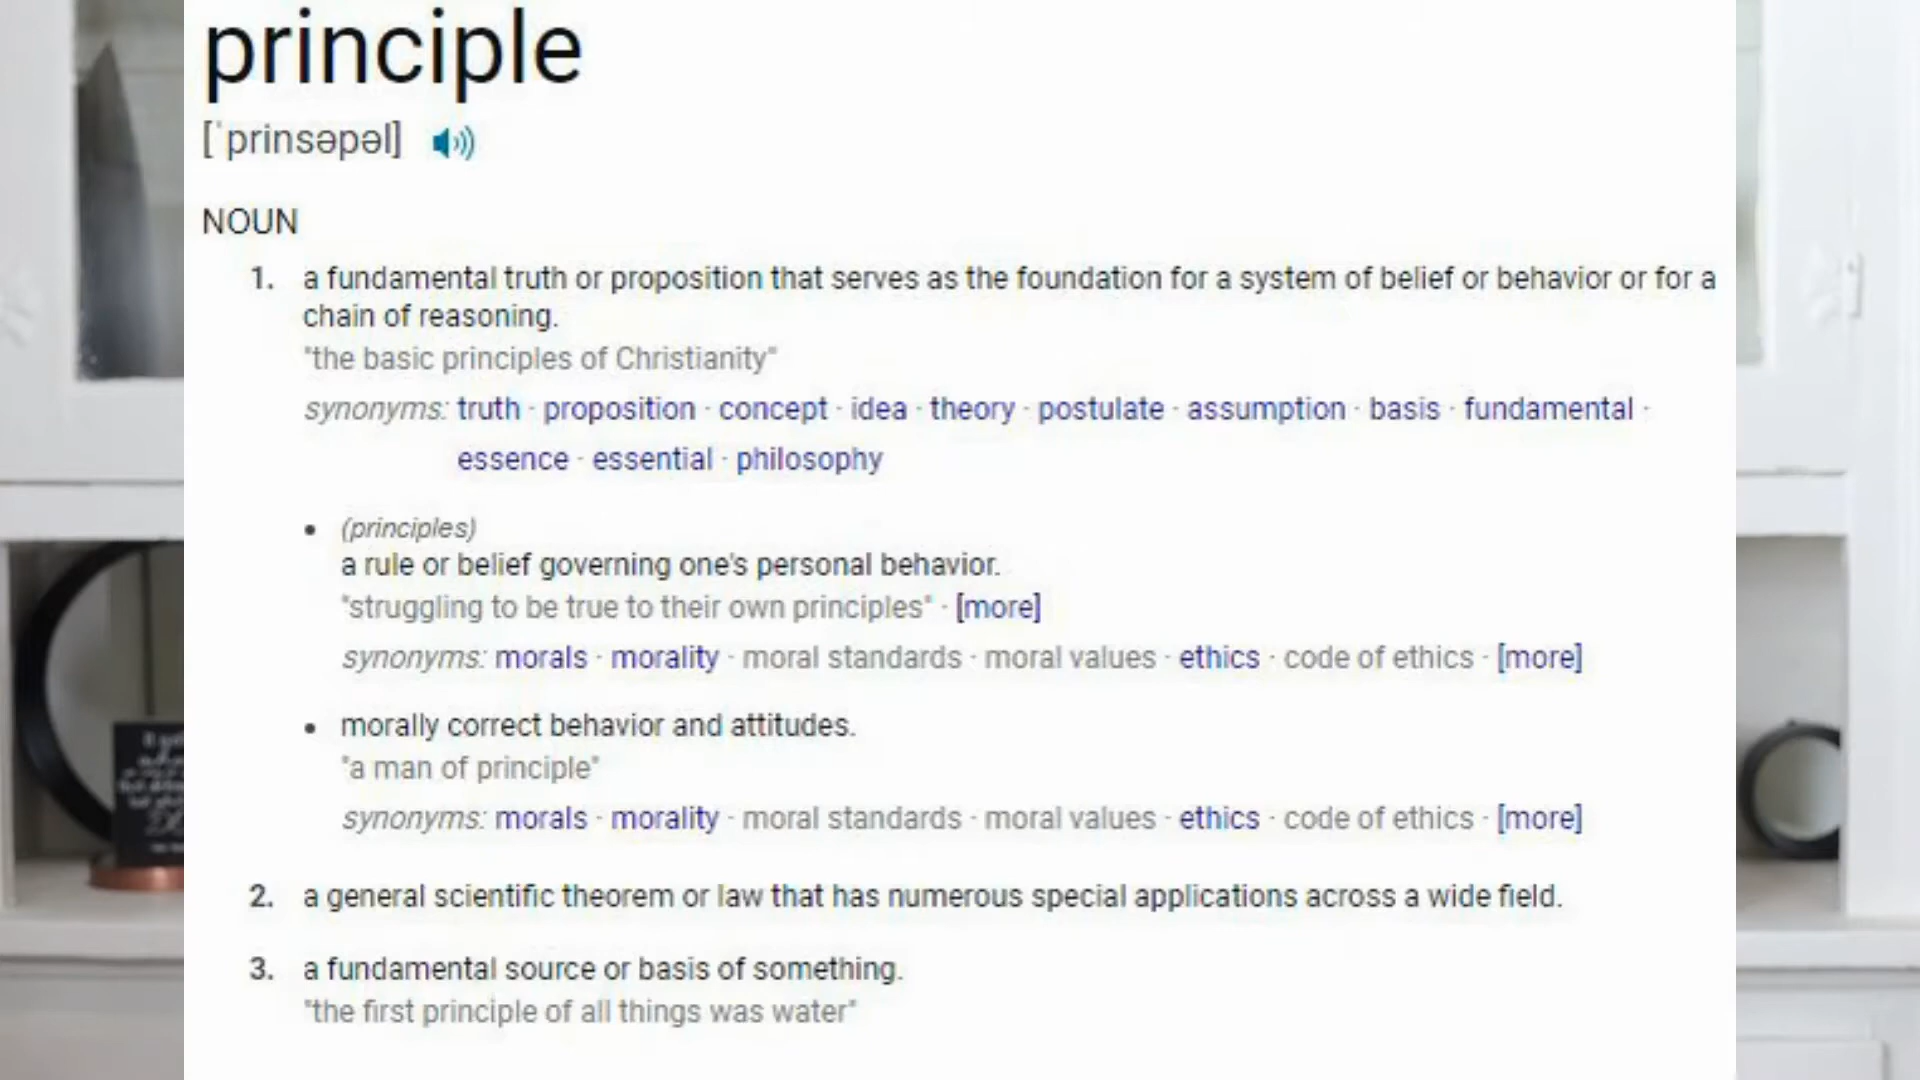 principle
[ˈprinsəpəl]
NOUN
1. a fundamental truth or proposition that serves as the foundation for a system of belief or behavior or for a
chain of reasoning.
"the basic principles of Christianity"
synonyms: truth · proposition · concept · idea · theory · postulate · assumption · basis · fundamental ·
essence · essential · philosophy
• (principles)
a rule or belief governing one's personal behavior.
"struggling to be true to their own principles" · [more]
synonyms: morals · morality · moral standards · moral values · ethics · code of ethics · [more]
• morally correct behavior and attitudes.
"a man of principle"
synonyms: morals · morality · moral standards · moral values · ethics · code of ethics · [more]
2. a general scientific theorem or law that has numerous special applications across a wide field.
3. a fundamental source or basis of something.
"the first principle of all things was water"